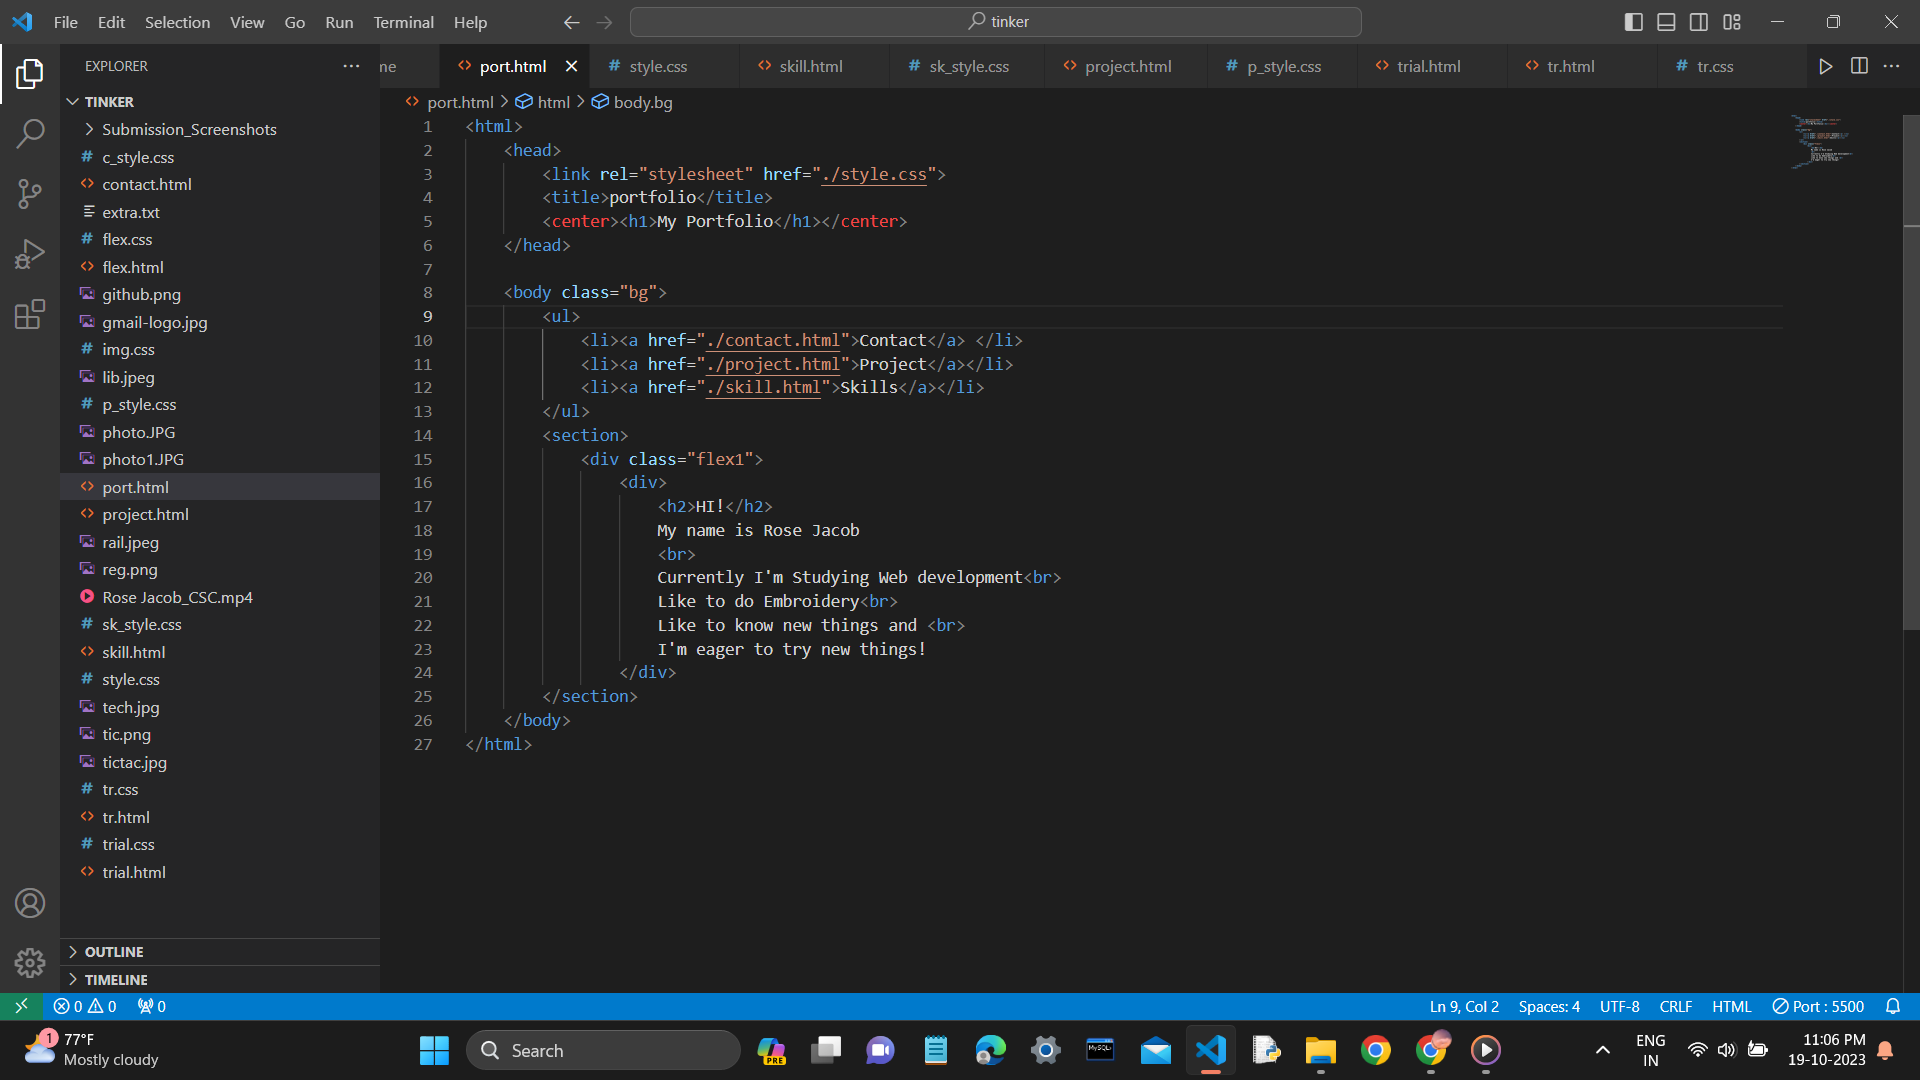 File Edit Selection View Go Run Terminal Help
tinker
EXPLORER
me
port.html
style.css
skill.html
sk_style.css
project.html
p_style.css
trial.html
tr.html
tr.css
TINKER
Submission_Screenshots
c_style.css
contact.html
extra.txt
flex.css
flex.html
github.png
gmail-logo.jpg
img.css
lib.jpeg
p_style.css
photo.JPG
photo1.JPG
port.html
project.html
rail.jpeg
reg.png
Rose Jacob_CSC.mp4
sk_style.css
skill.html
style.css
tech.jpg
tic.png
tictac.jpg
tr.css
tr.html
trial.css
trial.html
OUTLINE
TIMELINE
port.html > html > body.bg
1 <html>
2 <head>
3 <link rel="stylesheet" href="./style.css">
4 <title>portfolio</title>
5 <center><h1>My Portfolio</h1></center>
6 </head>
7
8 <body class="bg">
9 <ul>
10 <li><a href="./contact.html">Contact</a> </li>
11 <li><a href="./project.html">Project</a></li>
12 <li><a href="./skill.html">Skills</a></li>
13 </ul>
14 <section>
15 <div class="flex1">
16 <div>
17 <h2>HI!</h2>
18 My name is Rose Jacob
19 <br>
20 Currently I'm Studying Web development<br>
21 Like to do Embroidery<br>
22 Like to know new things and <br>
23 I'm eager to try new things!
24 </div>
25 </section>
26 </body>
27 </html>
0 0 0
Ln 9, Col 2 Spaces: 4 UTF-8 CRLF HTML Port : 5500
1
77°F
Mostly cloudy
Search
PRE
MySQL
ENG
IN
11:06 PM
19-10-2023